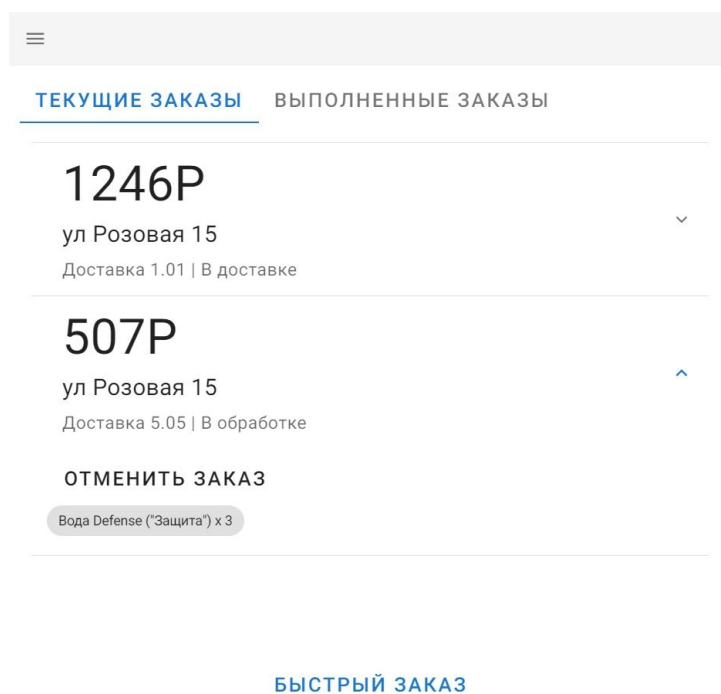 ТЕКУЩИЕ ЗАКАЗЫ ВЫПОЛНЕННЫЕ ЗАКАЗЫ
1246Р
ул Розовая 15
Доставка 1.01 | В доставке
507Р
ул Розовая 15
Доставка 5.05 | В обработке
ОТМЕНИТЬ ЗАКАЗ
Вода Defense ("Защита") x 3
БЫСТРЫЙ ЗАКАЗ